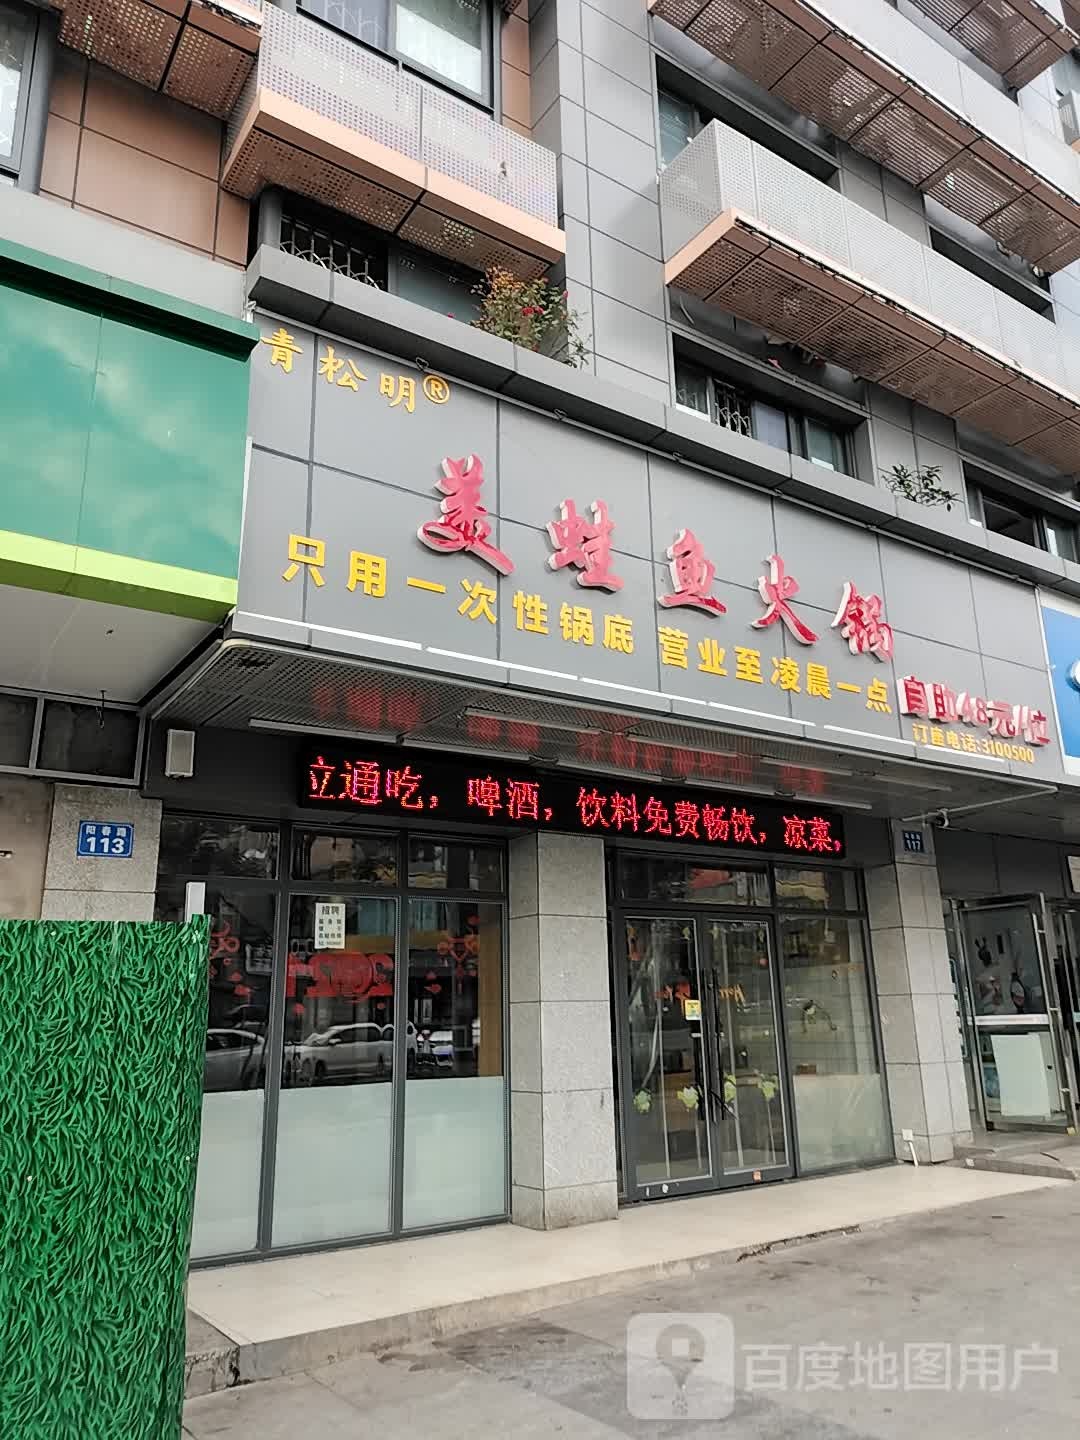 青松明®
美蛙鱼火锅
只用一次性锅底 营业至凌晨一点
自助48元/位
订座电话:3100500
立通吃，啤酒，饮料免费畅饮，凉菜，
阳春路
113
117
招聘
百度地图用户